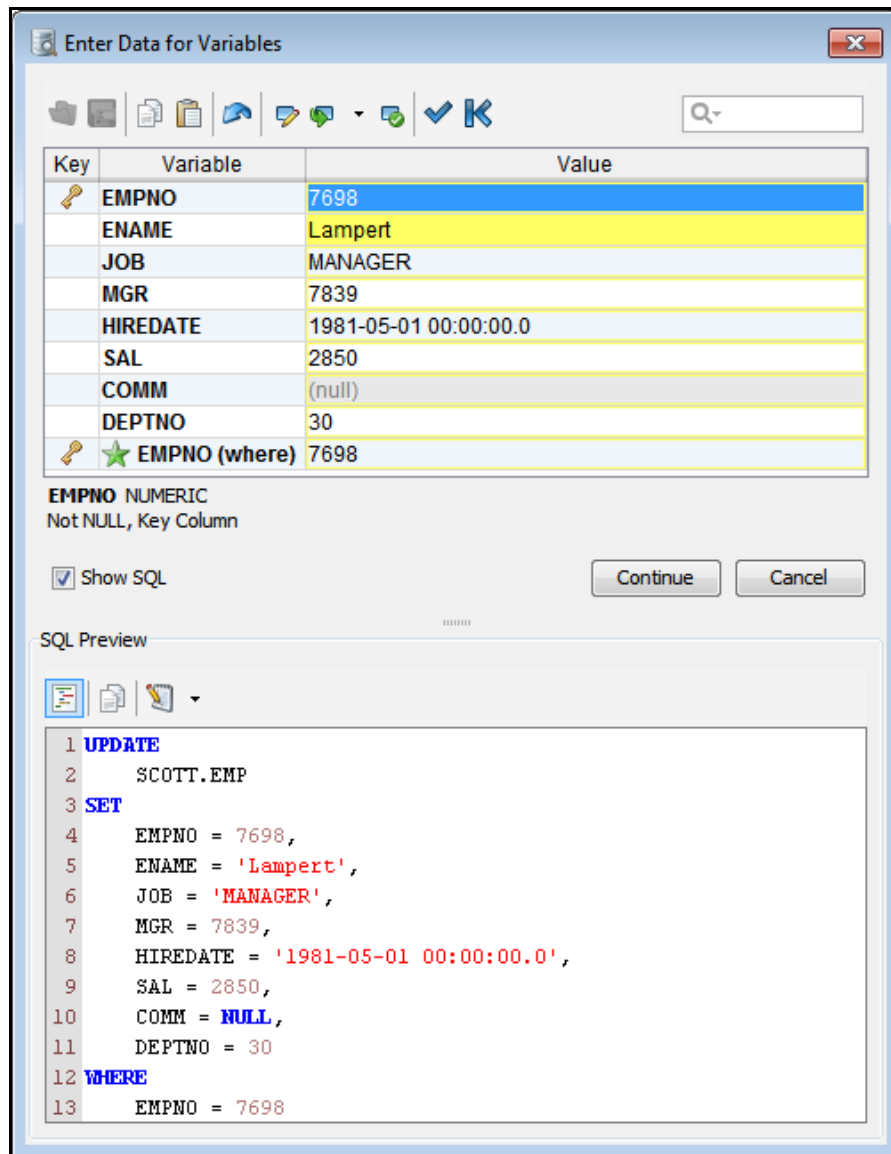 Enter Data for Variables
Key Variable Value
EMPNO 7698
ENAME Lampert
JOB MANAGER
MGR 7839
HIREDATE 1981-05-01 00:00:00.0
SAL 2850
COMM (null)
DEPTNO 30
EMPNO (where) 7698
EMPNO NUMERIC
Not NULL, Key Column
Show SQL Continue Cancel
SQL Preview
1 UPDATE
2 SCOTT.EMP
3 SET
4 EMPNO = 7698,
5 ENAME = 'Lampert',
6 JOB = 'MANAGER',
7 MGR = 7839,
8 HIREDATE = '1981-05-01 00:00:00.0',
9 SAL = 2850,
10 COMM = NULL,
11 DEPTNO = 30
12 WHERE
13 EMPNO = 7698